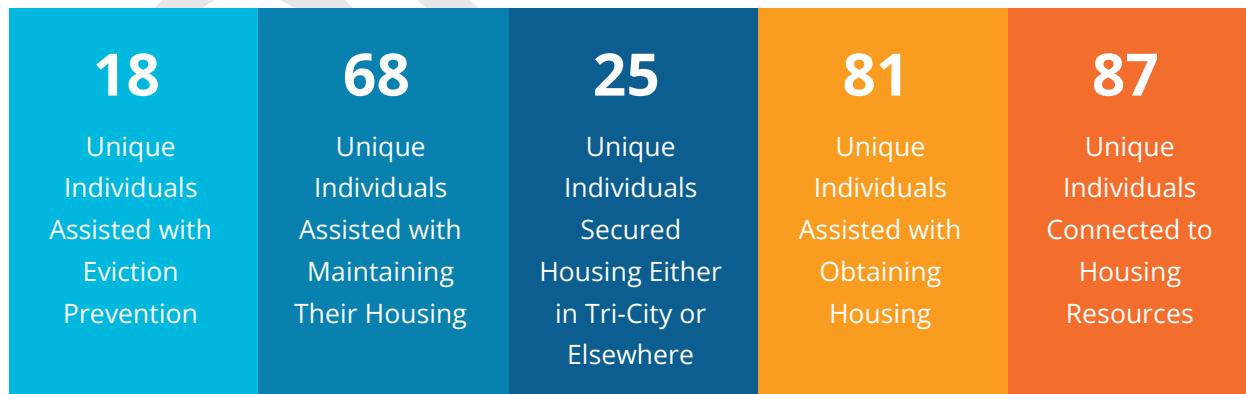 18
Unique
Individuals
Assisted with
Eviction
Prevention
68
Unique
Individuals
Assisted with
Maintaining
Their Housing
25
Unique
Individuals
Secured
Housing Either
in Tri-City or
Elsewhere
81
Unique
Individuals
Assisted with
Obtaining
Housing
87
Unique
Individuals
Connected to
Housing
Resources